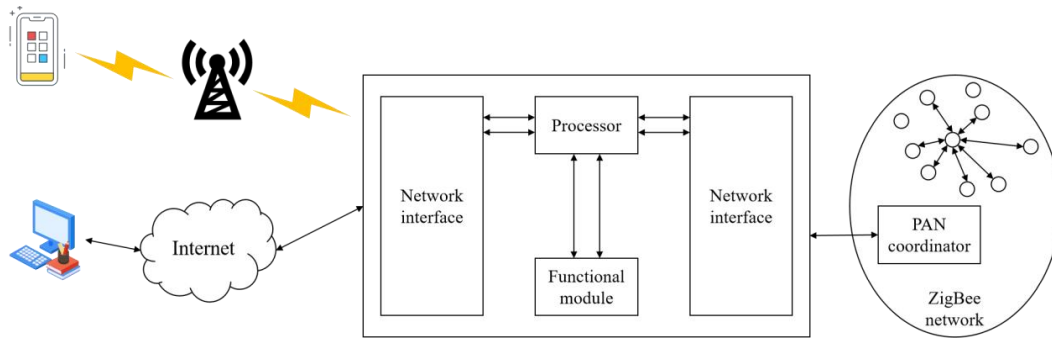 Internet
Network
interface
Processor
Functional
module
Network
interface
PAN
coordinator
ZigBee
network